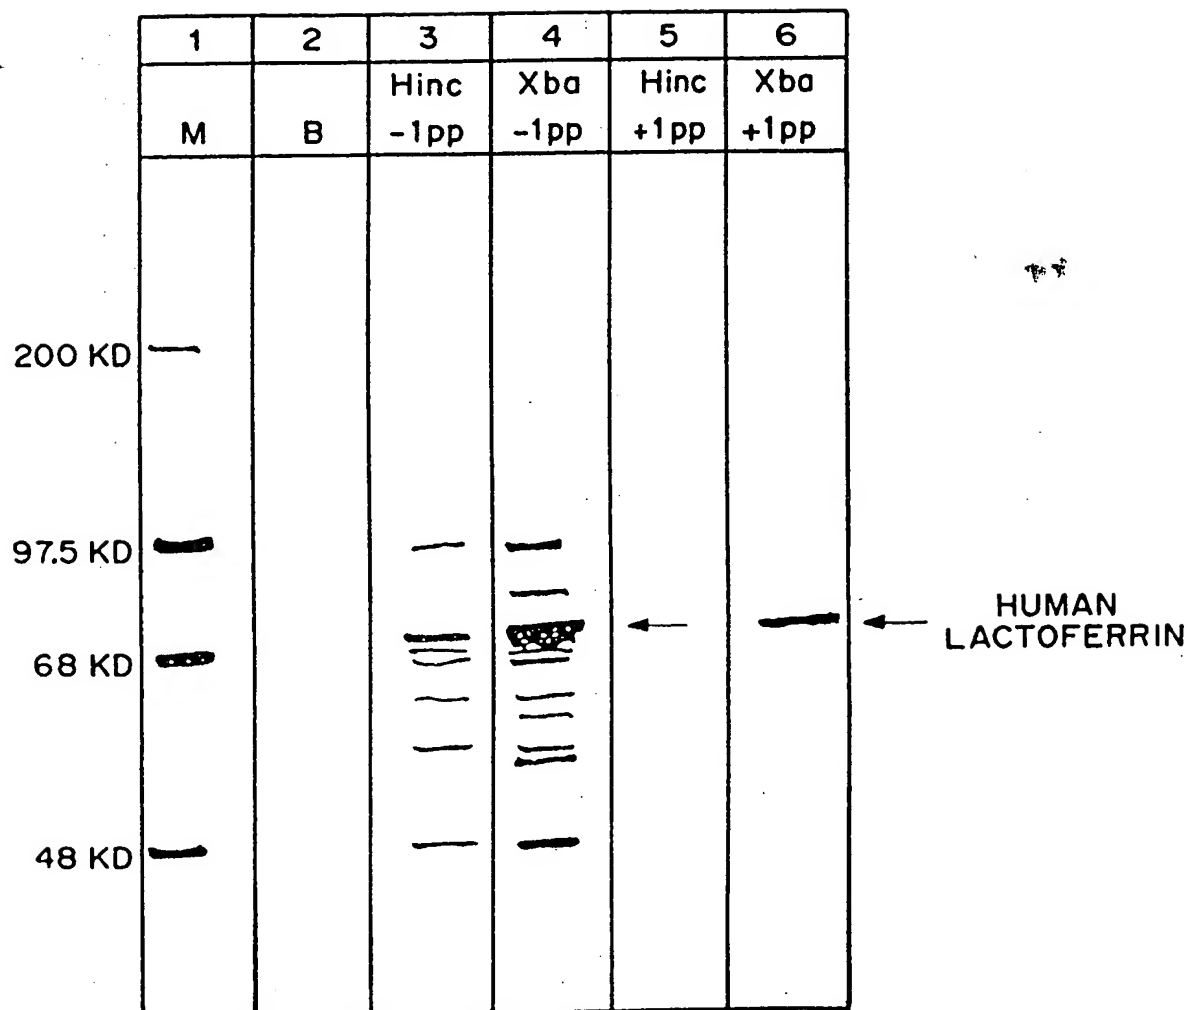 1 2 3 4 5 6
Hinc Xba Hinc Xba
M B -1pp -1pp +1pp +1pp
200 KD
97.5 KD
HUMAN
LACTOFERRIN
68 KD
48 KD